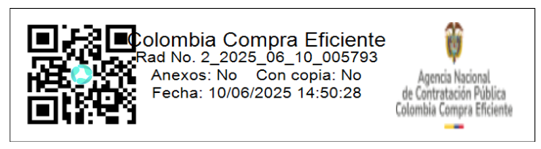 Colombia Compra Eficiente
Rad No. 2_2025_06_10_005793
Anexos: No Con copia: No
Fecha: 10/06/2025 14:50:28
Agencia Nacional
de Contratación Pública
Colombia Compra Eficiente